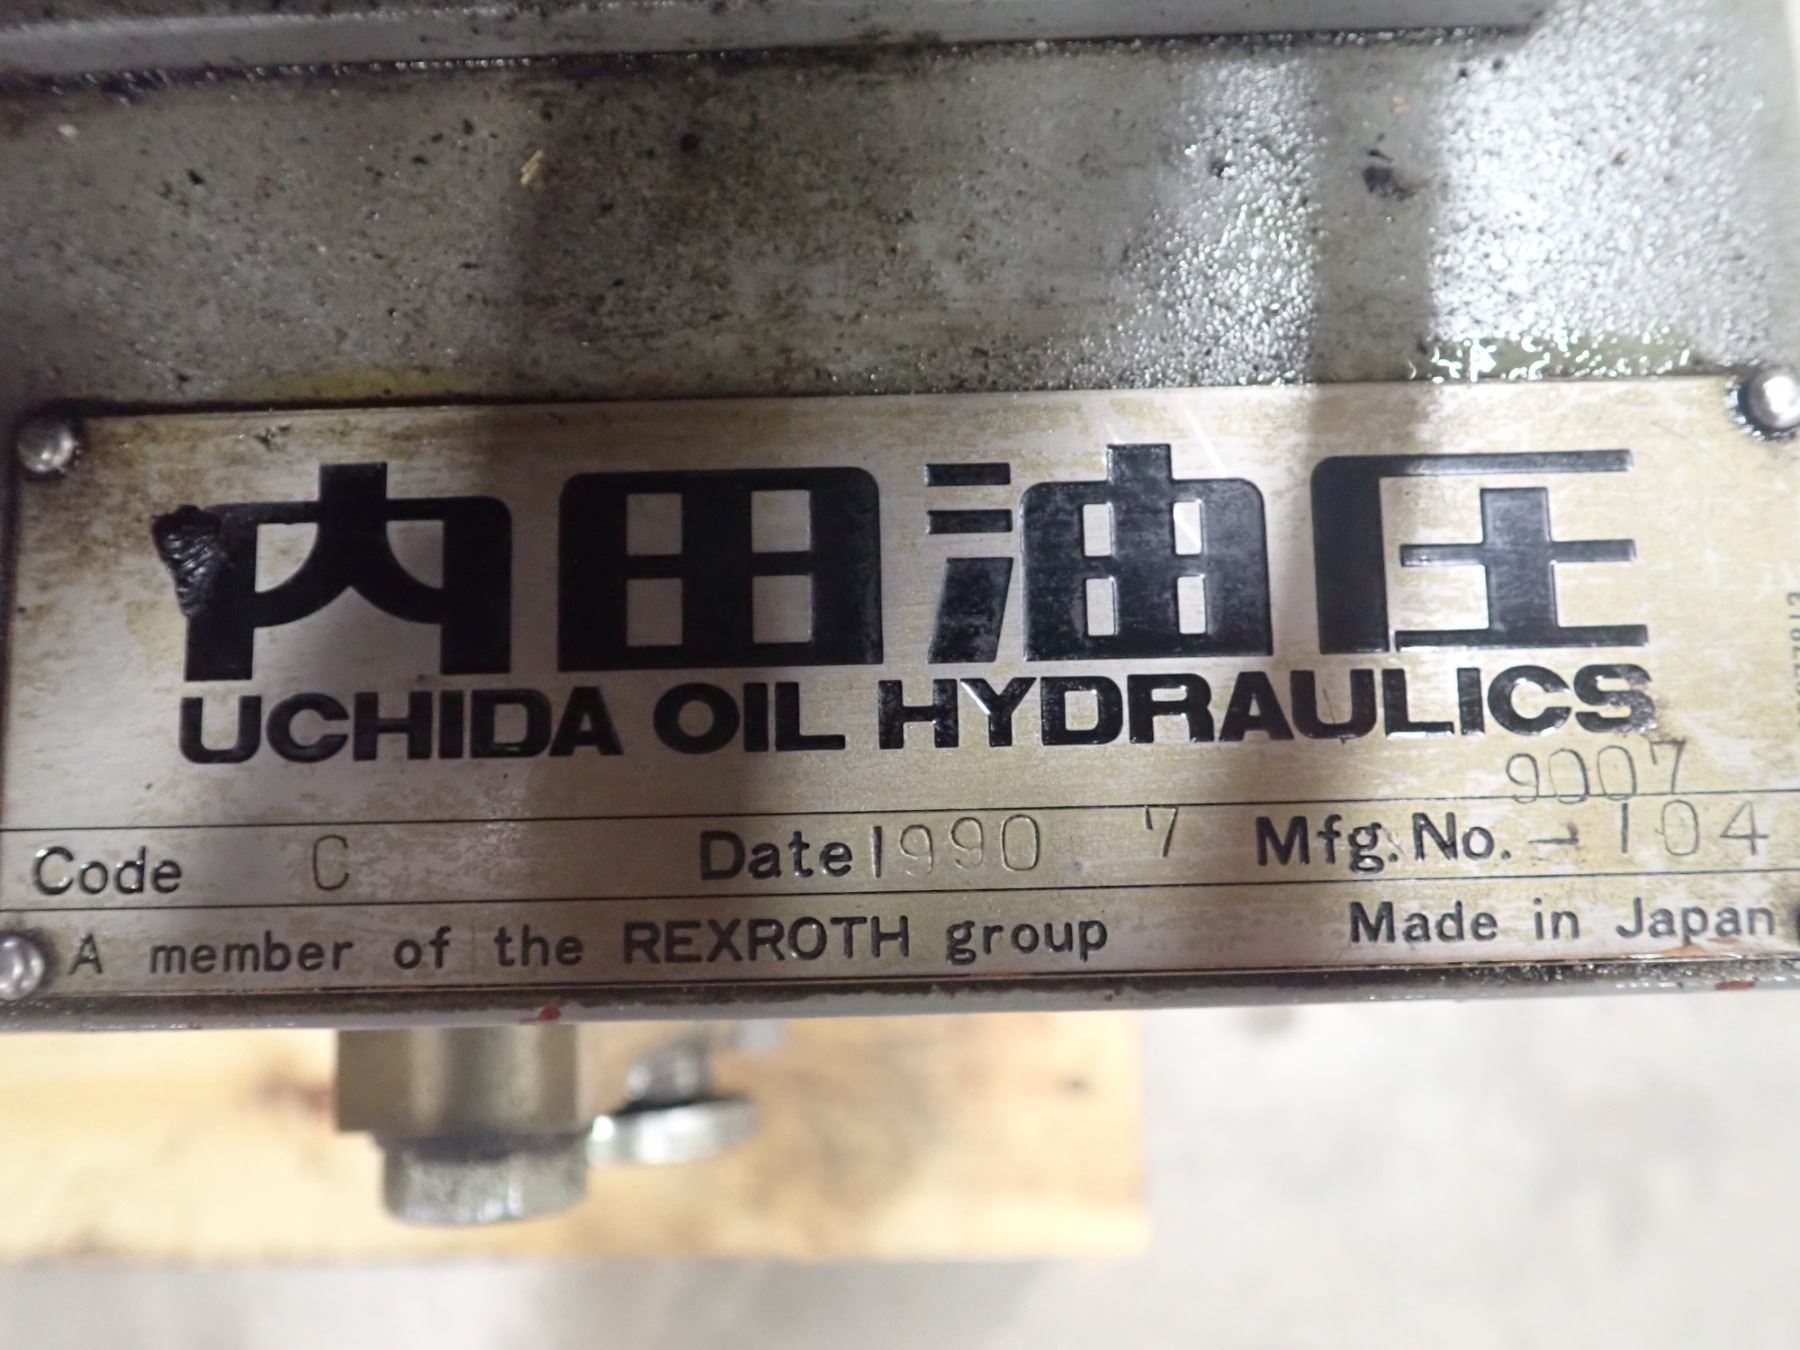 内田油圧
UCHIDA OIL HYDRAULICS
9007
Code C Date 1990 7 Mfg.No. -104
A member of the REXROTH group Made in Japan